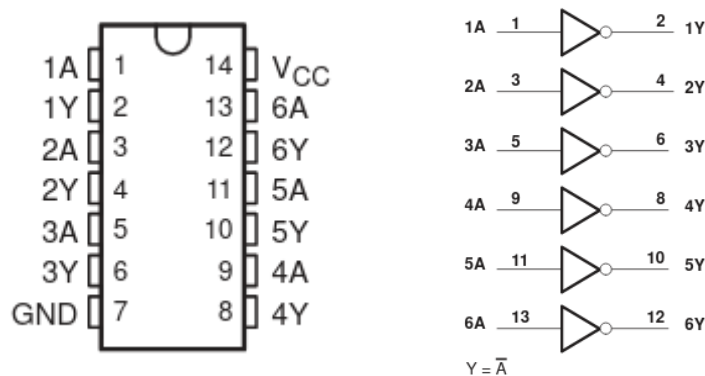 1A 1 14 VCC
1Y 2 13 6A
2A 3 12 6Y
2Y 4 11 5A
3A 5 10 5Y
3Y 6 9 4A
GND 7 8 4Y
1A 1 2 1Y
2A 3 4 2Y
3A 5 6 3Y
4A 9 8 4Y
5A 11 10 5Y
6A 13 12 6Y
Y = A̅